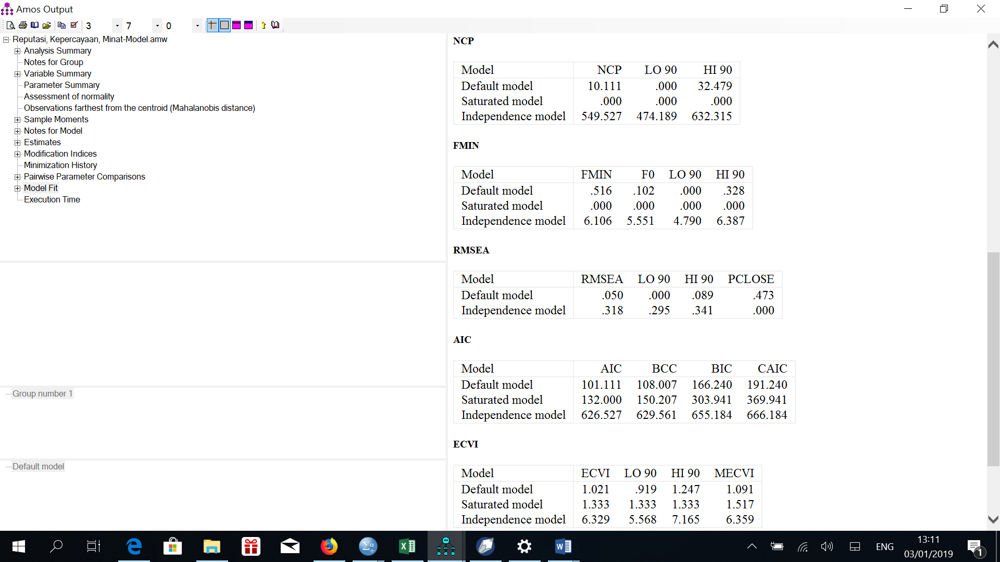 Amos Output
3 7 0
Reputasi, Kepercayaan, Minat-Model.amw
Analysis Summary
Notes for Group
Variable Summary
Parameter Summary
Assessment of normality
Observations farthest from the centroid (Mahalanobis distance)
Sample Moments
Notes for Model
Estimates
Modification Indices
Minimization History
Pairwise Parameter Comparisons
Model Fit
Execution Time
Group number 1
Default model
NCP
Model NCP LO 90 HI 90
Default model 10.111 .000 32.479
Saturated model .000 .000 .000
Independence model 549.527 474.189 632.315
FMIN
Model FMIN F0 LO 90 HI 90
Default model .516 .102 .000 .328
Saturated model .000 .000 .000 .000
Independence model 6.106 5.551 4.790 6.387
RMSEA
Model RMSEA LO 90 HI 90 PCLOSE
Default model .050 .000 .089 .473
Independence model .318 .295 .341 .000
AIC
Model AIC BCC BIC CAIC
Default model 101.111 108.007 166.240 191.240
Saturated model 132.000 150.207 303.941 369.941
Independence model 626.527 629.561 655.184 666.184
ECVI
Model ECVI LO 90 HI 90 MECVI
Default model 1.021 .919 1.247 1.091
Saturated model 1.333 1.333 1.333 1.517
Independence model 6.329 5.568 7.165 6.359
ENG
13:11
03/01/2019
1